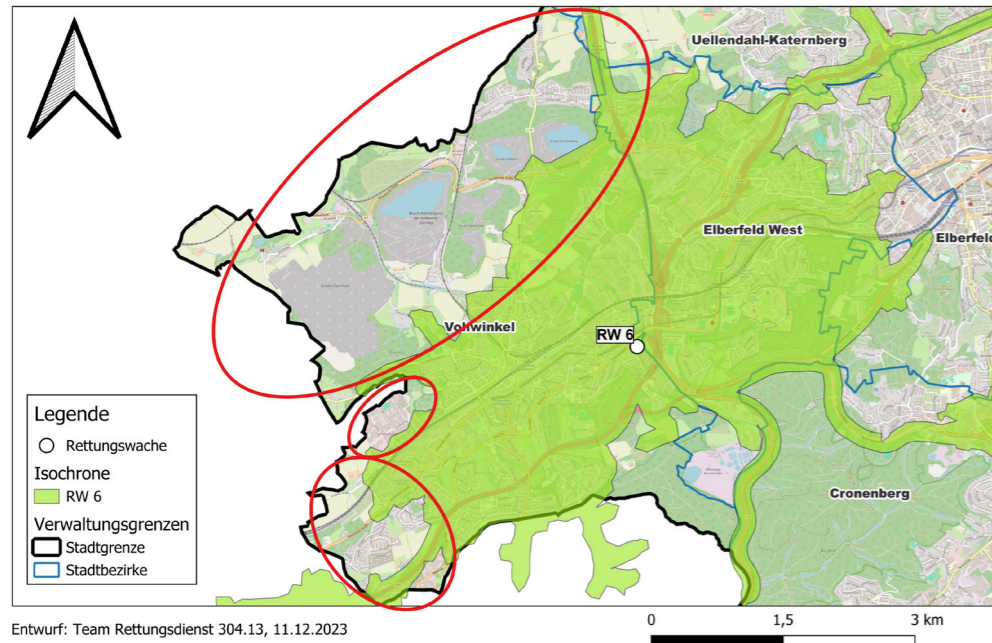 Uellendahl-Katernberg
Elberfeld West
Elberfeld
Vohwinkel
RW 6
Cronenberg
Legende
Rettungswache
Isochrone
RW 6
Verwaltungsgrenzen
Stadtgrenze
Stadtbezirke
Entwurf: Team Rettungsdienst 304.13, 11.12.2023
0 1,5 3 km